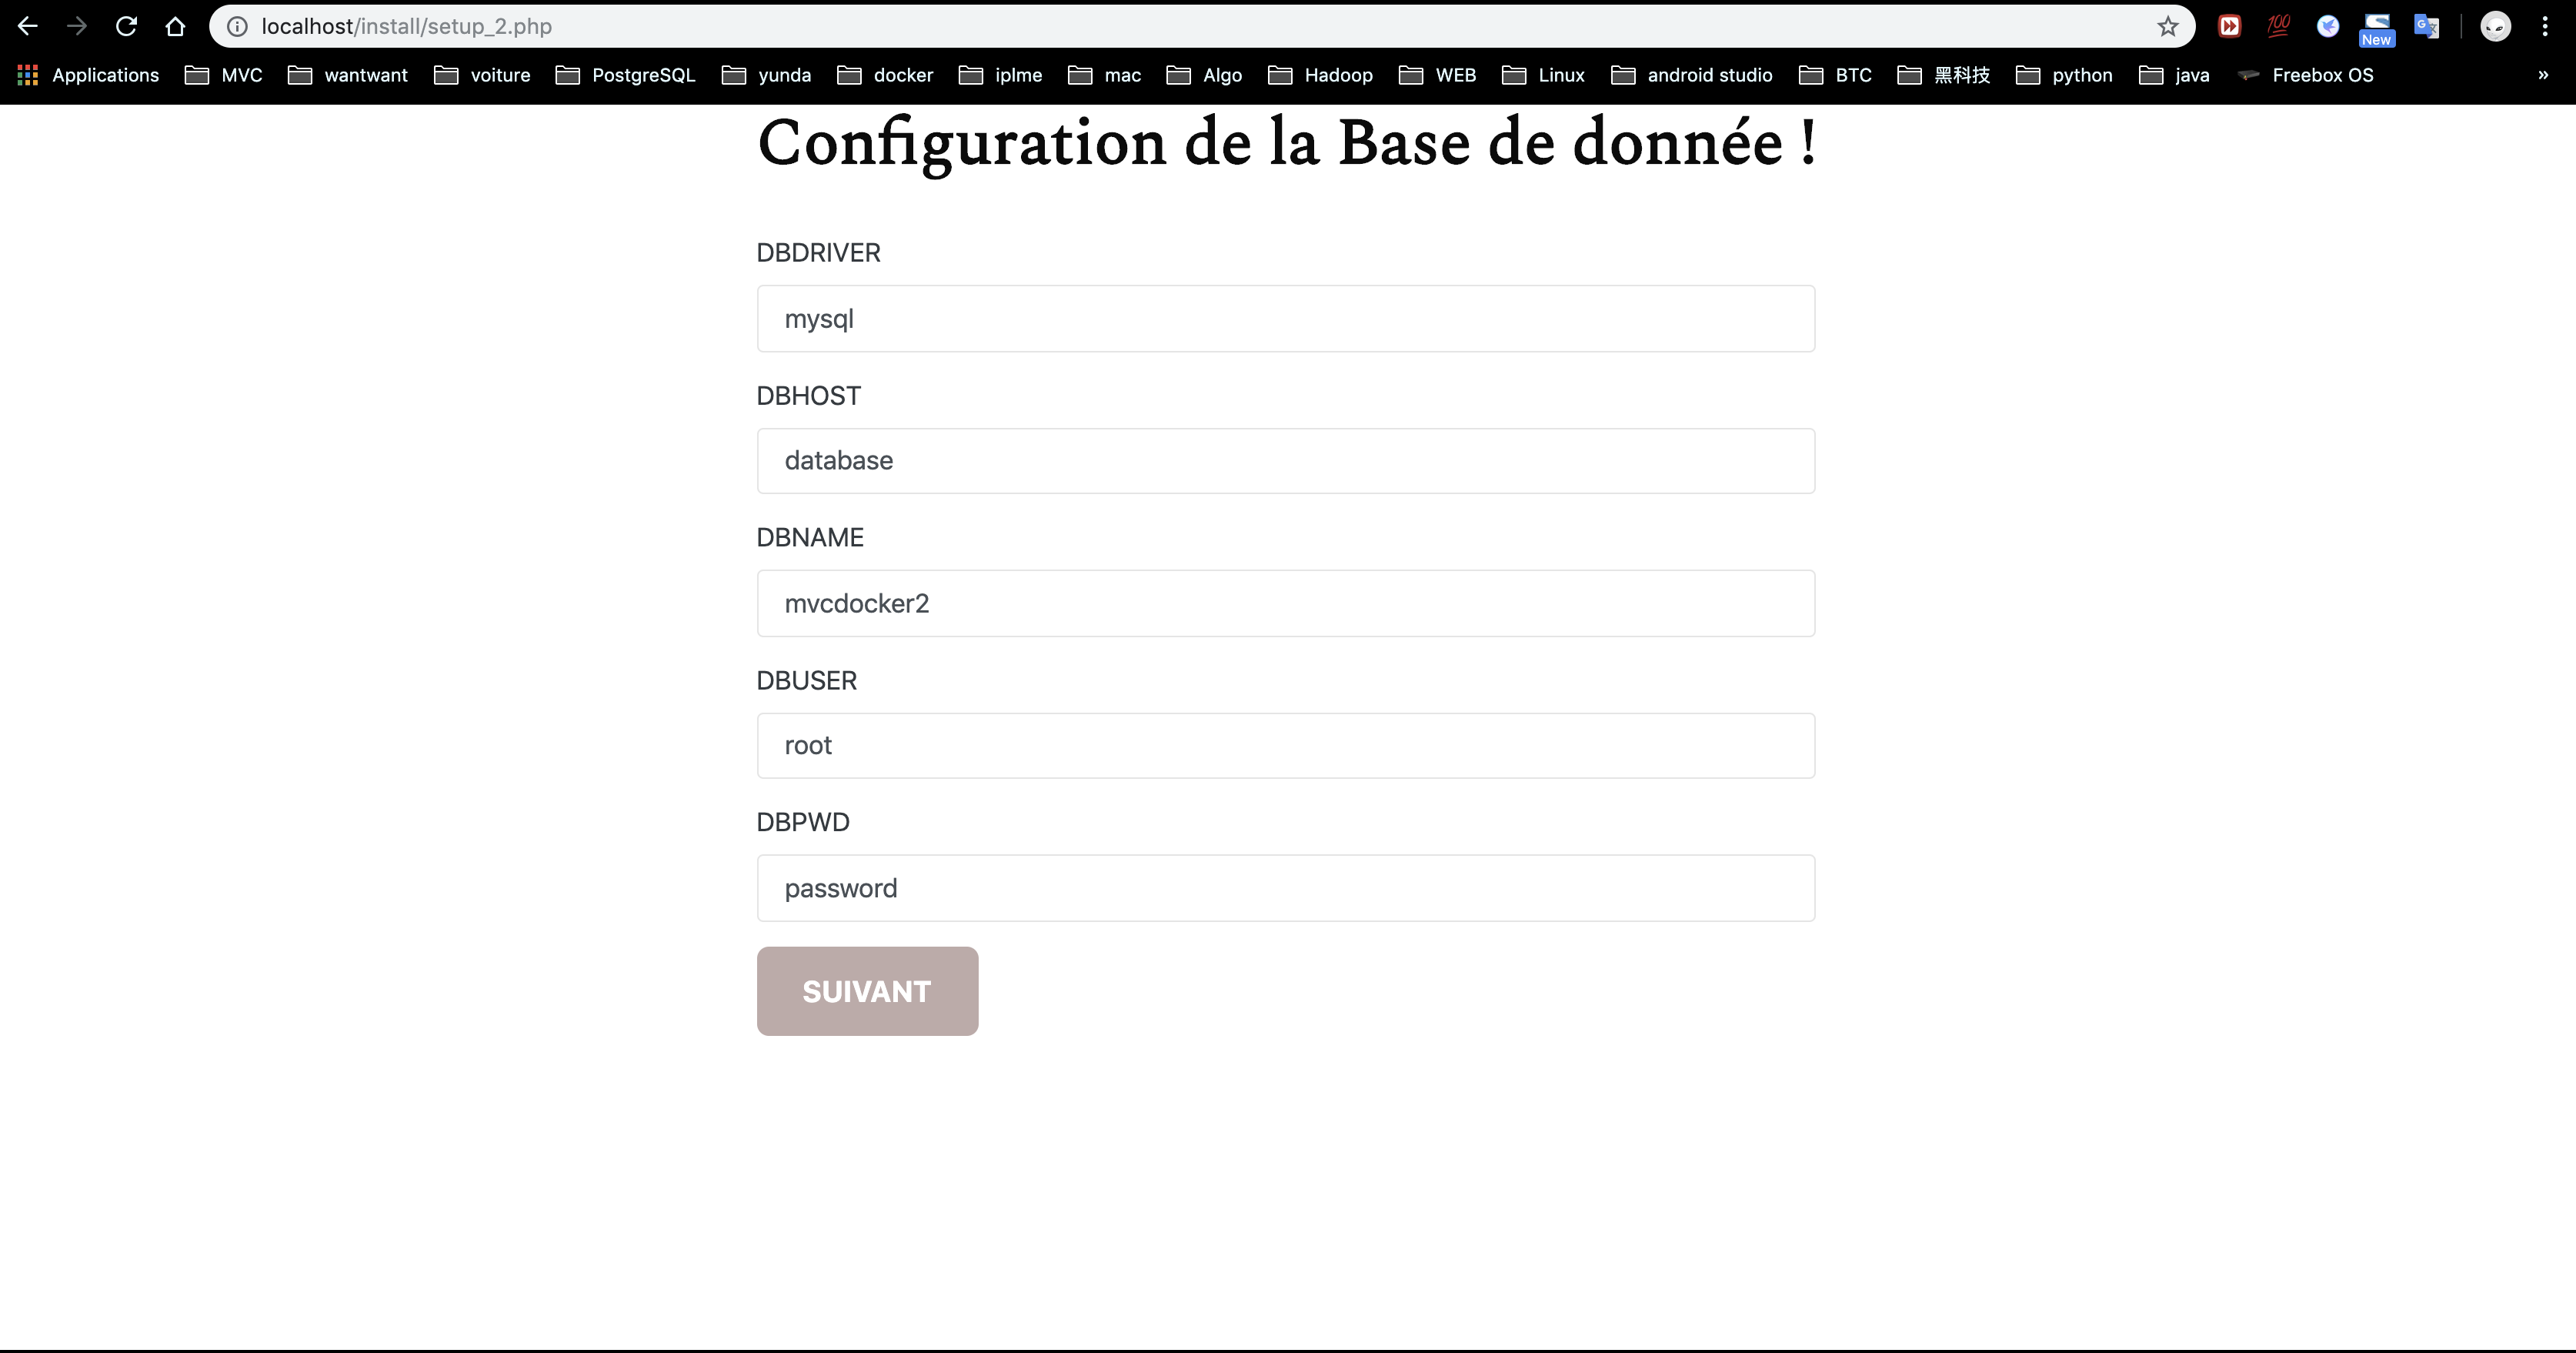 localhost/install/setup_2.php
100
New
Applications MVC wantwant voiture PostgreSQL yunda docker iplme mac Algo Hadoop WEB Linux android studio BTC 黑科技 python java Freebox OS »
Configuration de la Base de donnée !
DBDRIVER
mysql
DBHOST
database
DBNAME
mvcdocker2
DBUSER
root
DBPWD
password
SUIVANT